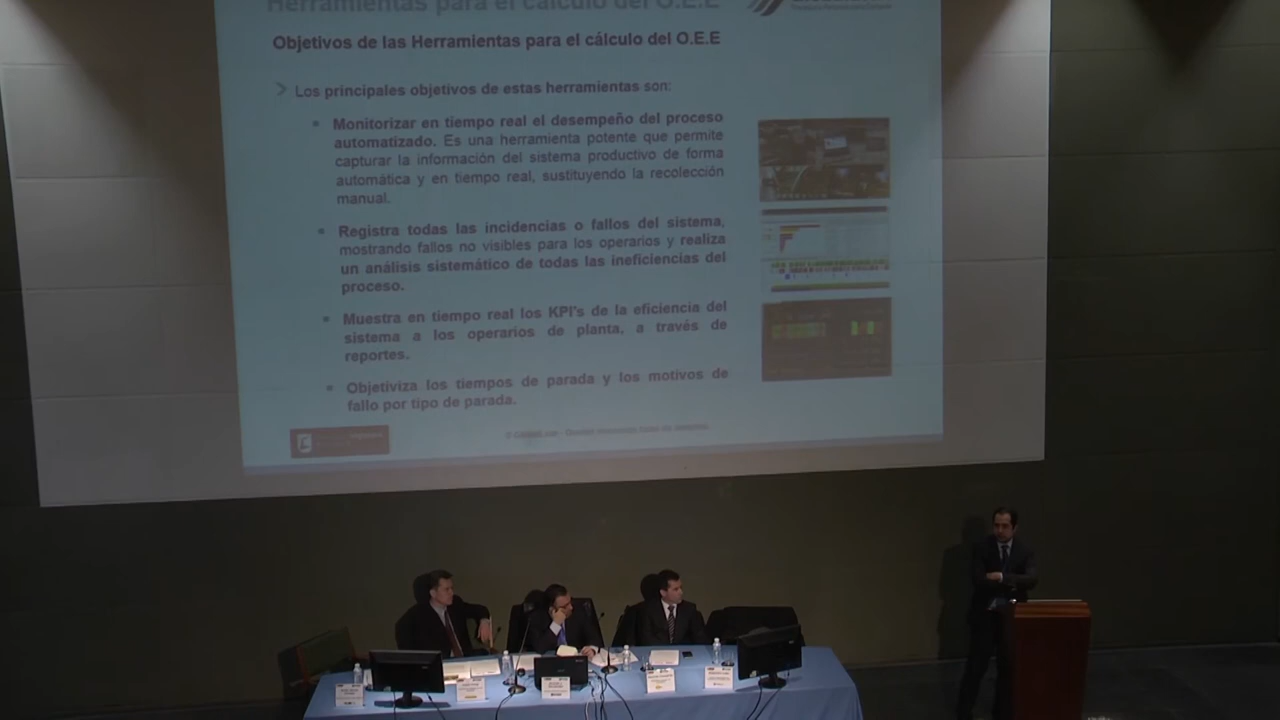 Herramientas para el cálculo del O.E.E
Objetivos de las Herramientas para el cálculo del O.E.E
Los principales objetivos de estas herramientas son:
Monitorizar en tiempo real el desempeño del proceso
automatizado. Es una herramienta potente que permite
capturar la información del sistema productivo de forma
automática y en tiempo real, sustituyendo la recolección
manual.
Registra todas las incidencias o fallos del sistema,
mostrando fallos no visibles para los operarios y realiza
un análisis sistemático de todas las ineficiencias del
proceso.
Muestra en tiempo real los KPI's de la eficiencia del
sistema a los operarios de planta, a través de
reportes.
Objetiviza los tiempos de parada y los motivos de
fallo por tipo de parada.